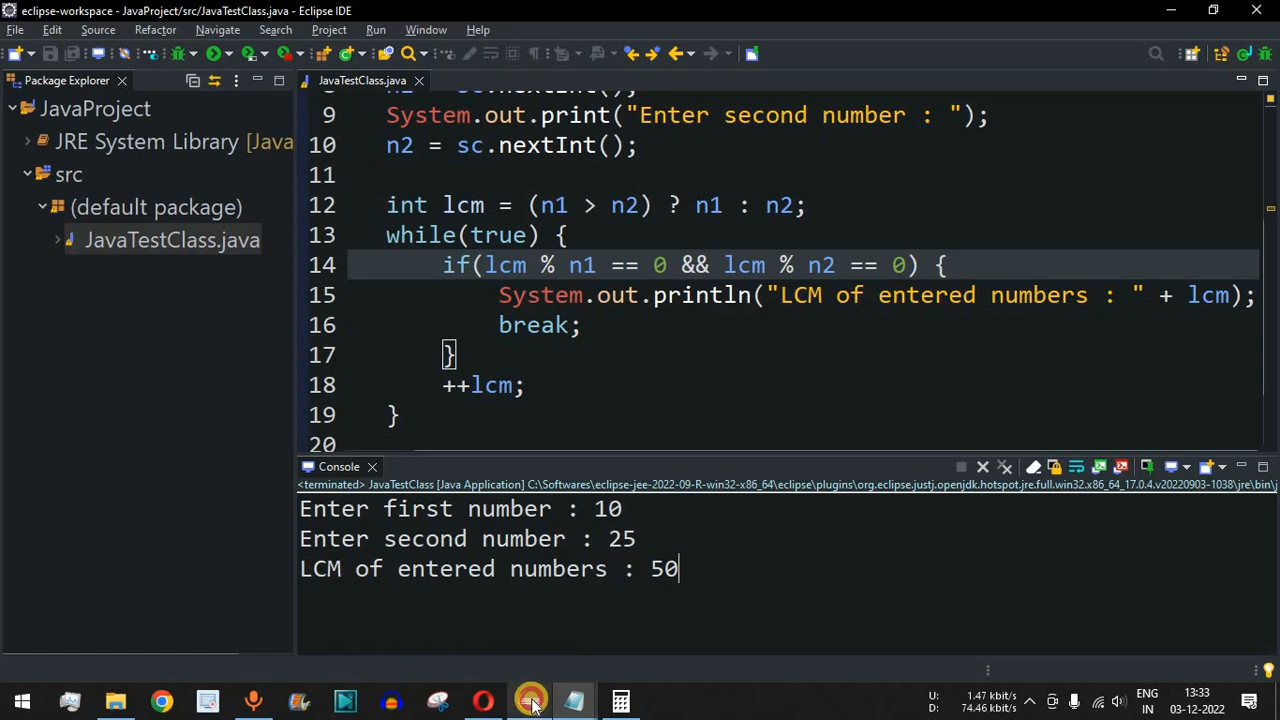 eclipse-workspace - JavaProject/src/JavaTestClass.java - Eclipse IDE
File Edit Source Refactor Navigate Search Project Run Window Help
Package Explorer
JavaTestClass.java
JavaProject
JRE System Library [Java
src
(default package)
JavaTestClass.java
9 System.out.print("Enter second number : ");
10 n2 = sc.nextInt();
11
12 int lcm = (n1 > n2) ? n1 : n2;
13 while(true) {
14 if(lcm % n1 == 0 && lcm % n2 == 0) {
15 System.out.println("LCM of entered numbers : " + lcm);
16 break;
17 }
18 ++lcm;
19 }
20
Console
<terminated> JavaTestClass [Java Application] C:\Softwares\eclipse-jee-2022-09-R-win32-x86_64\eclipse\plugins\org.eclipse.justj.openjdk.hotspot.jre.full.win32.x86_64_17.0.4.v20220903-1038\jre\bin\j
Enter first number : 10
Enter second number : 25
LCM of entered numbers : 50
U: 1.47 kbit/s
D: 74.46 kbit/s
ENG
IN
13:33
03-12-2022